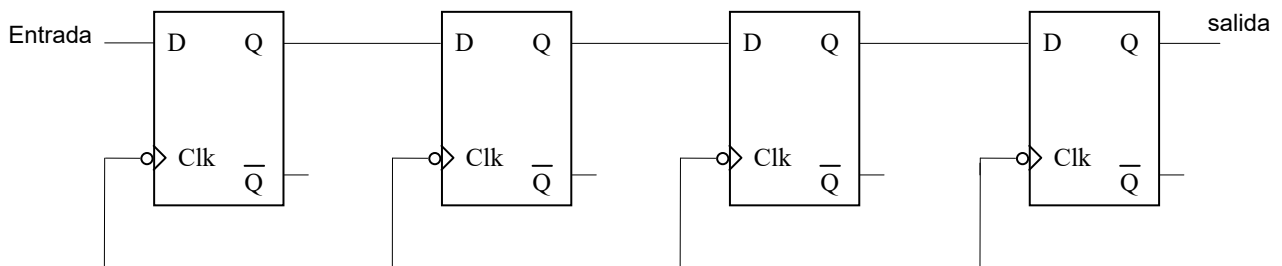 Entrada D Q D Q D Q D Q salida
Clk Clk Clk Clk
Q̅ Q̅ Q̅ Q̅